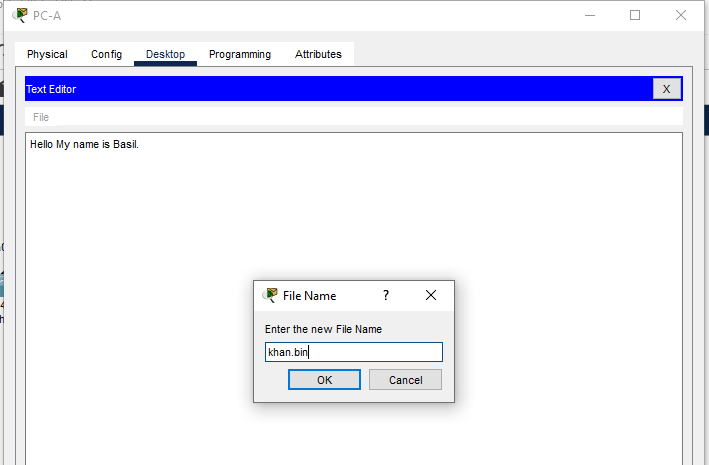 PC-A
Physical Config Desktop Programming Attributes
Text Editor X
File
Hello My name is Basil.
File Name ?
Enter the new File Name
khan.bin
OK Cancel